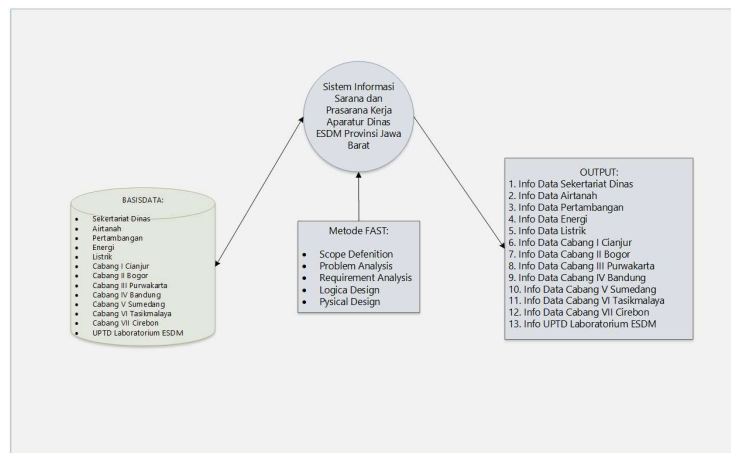 Sistem Informasi
Sarana dan
Prasarana Kerja
Aparatur Dinas
ESDM Provinsi Jawa
Barat
BASISDATA:
• Sekertariat Dinas
• Airtanah
• Pertambangan
• Energi
• Listrik
• Cabang I Cianjur
• Cabang II Bogor
• Cabang III Purwakarta
• Cabang IV Bandung
• Cabang V Sumedang
• Cabang VI Tasikmalaya
• Cabang VII Cirebon
• UPTD Laboratorium ESDM
Metode FAST:
• Scope Defenition
• Problem Analysis
• Requirement Analysis
• Logica Design
• Pysical Design
OUTPUT:
1. Info Data Sekertariat Dinas
2. Info Data Airtanah
3. Info Data Pertambangan
4. Info Data Energi
5. Info Data Listrik
6. Info Data Cabang I Cianjur
7. Info Data Cabang II Bogor
8. Info Data Cabang III Purwakarta
9. Info Data Cabang IV Bandung
10. Info Data Cabang V Sumedang
11. Info Data Cabang VI Tasikmalaya
12. Info Data Cabang VII Cirebon
13. Info UPTD Laboratorium ESDM